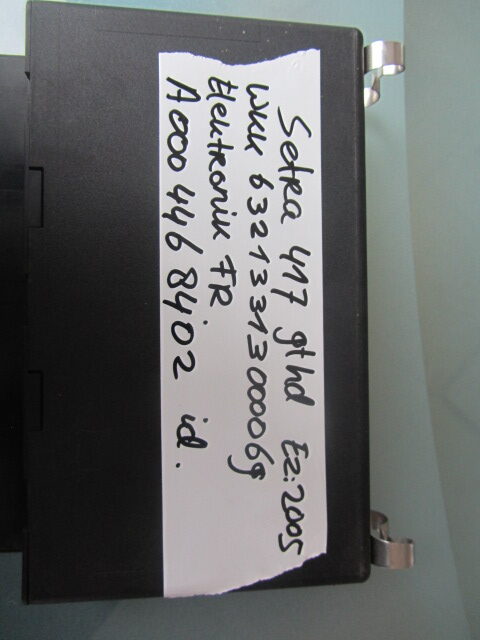 Setra 417 gthd Ez:2005
WKK 63213313000069
Elektronik FR
A000 446 8402 id.